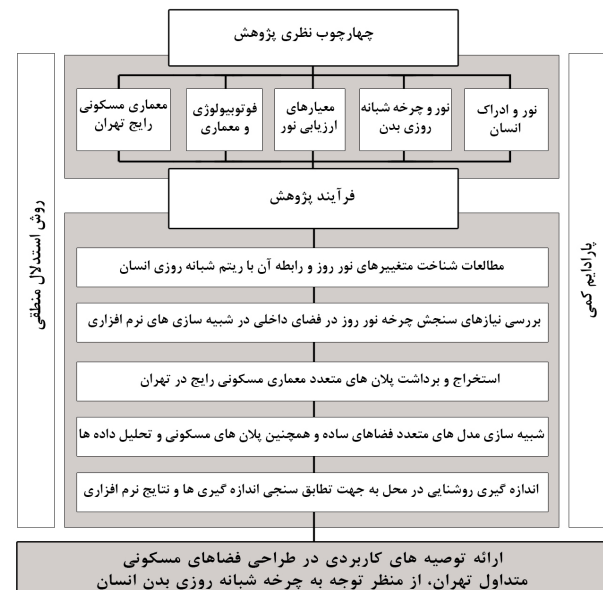 چهارچوب نظری پژوهش
نور و ادراک
انسان
نور و چرخه شبانه
روزی بدن
معیارهای
ارزیابی نور
فوتوبیولوژی
و معماری
معماری مسکونی
رایج تهران
فرآیند پژوهش
مطالعات شناخت متغییرهای نور روز و رابطه آن با ریتم شبانه روزی انسان
بررسی نیازهای سنجش چرخه نور روز در فضای داخلی در شبیه سازی های نرم افزاری
استخراج و برداشت پلان های متعدد معماری مسکونی رایج در تهران
شبیه سازی مدل های متعدد فضاهای ساده و همچنین پلان های مسکونی و تحلیل داده ها
اندازه گیری روشنایی در محل به جهت تطابق سنجی اندازه گیری ها و نتایج نرم افزاری
پارادایم کمی
روش استدلال منطقی
ارائه توصیه های کاربردی در طراحی فضاهای مسکونی
متداول تهران، از منظر توجه به چرخه شبانه روزی بدن انسان